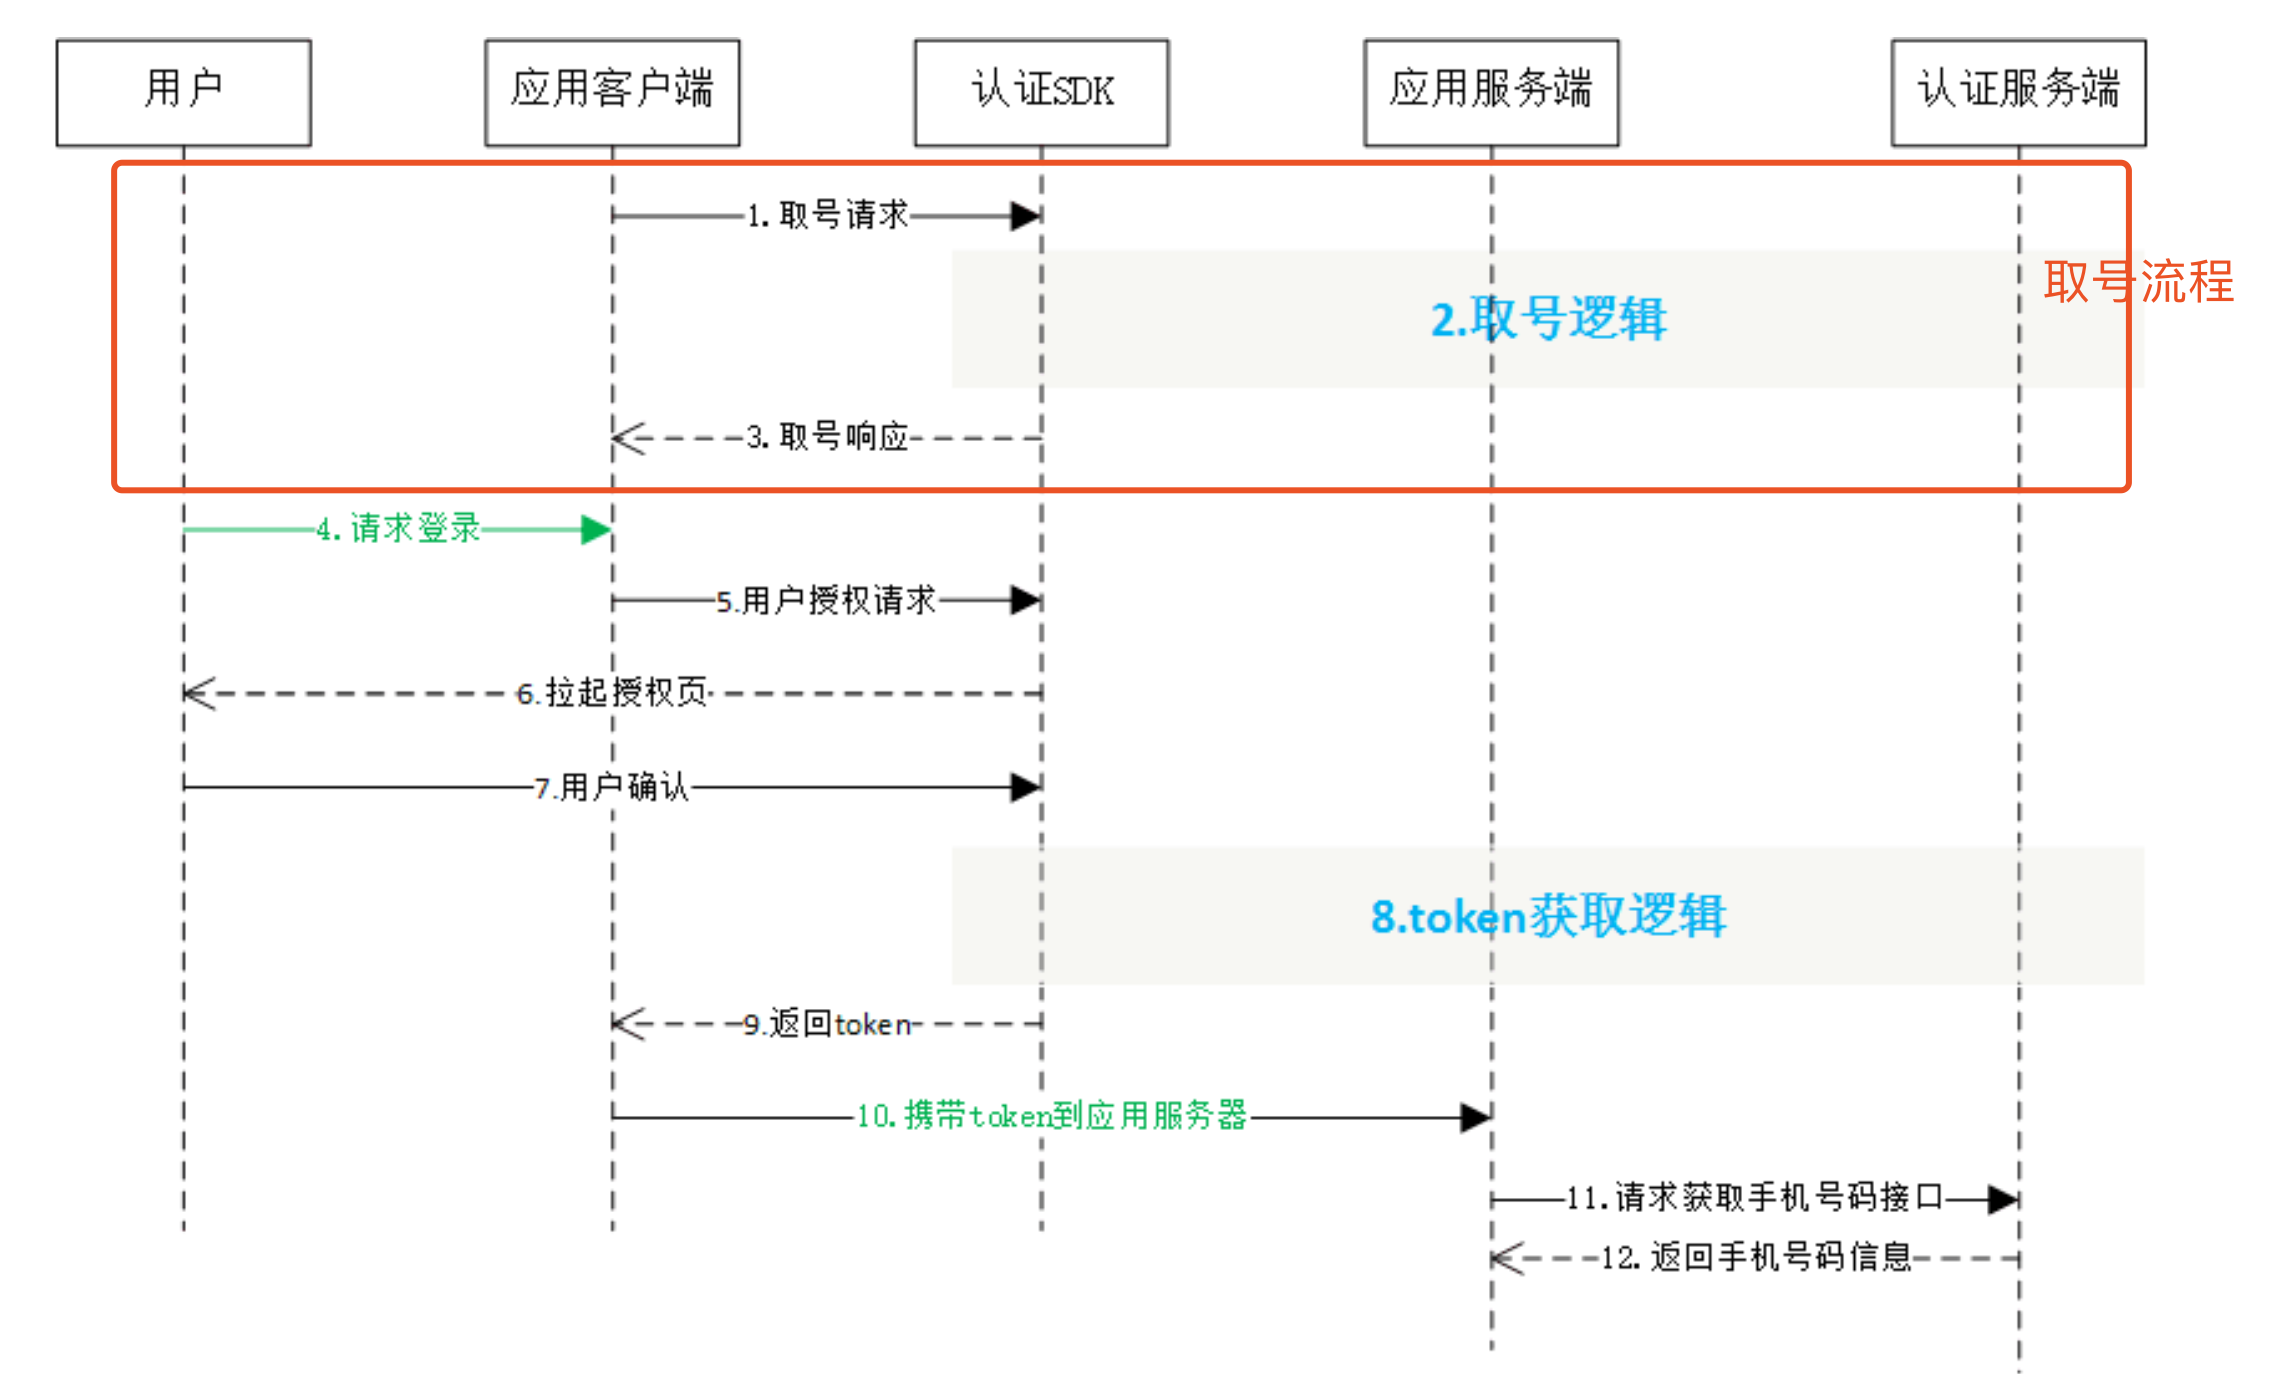 用户
应用客户端
认证SDK
应用服务端
认证服务端
1.取号请求
取号流程
2.取号逻辑
3.取号响应
4.请求登录
5.用户授权请求
6.拉起授权页
7.用户确认
8.token获取逻辑
9.返回token
10.携带token到应用服务器
11.请求获取手机号码接口
12.返回手机号码信息